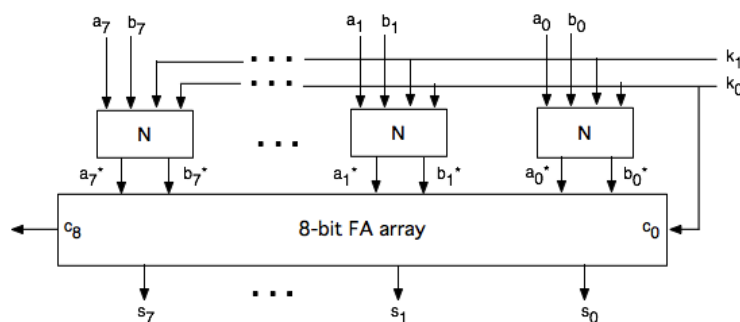 a7 b7 a1 b1 a0 b0
k1
k0
N N N
a7* b7* a1* b1* a0* b0*
c8 8-bit FA array c0
s7 s1 s0